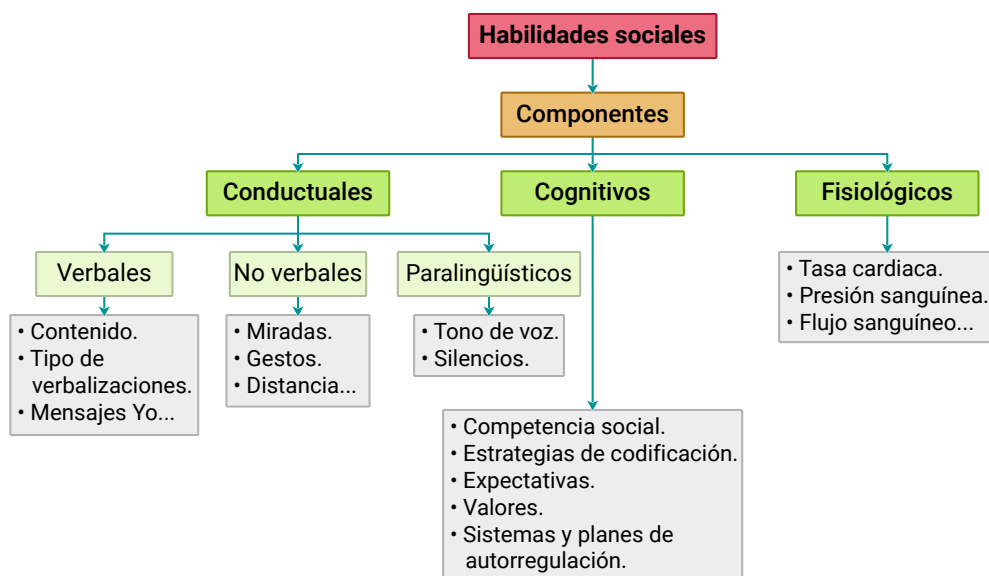 Habilidades sociales
Componentes
Conductuales
Cognitivos
Fisiológicos
Verbales
No verbales
Paralingüísticos
• Contenido.
• Tipo de
verbalizaciones.
• Mensajes Yo...
• Miradas.
• Gestos.
• Distancia...
• Tono de voz.
• Silencios.
• Competencia social.
• Estrategias de codificación.
• Expectativas.
• Valores.
• Sistemas y planes de
autorregulación.
• Tasa cardiaca.
• Presión sanguínea.
• Flujo sanguíneo...